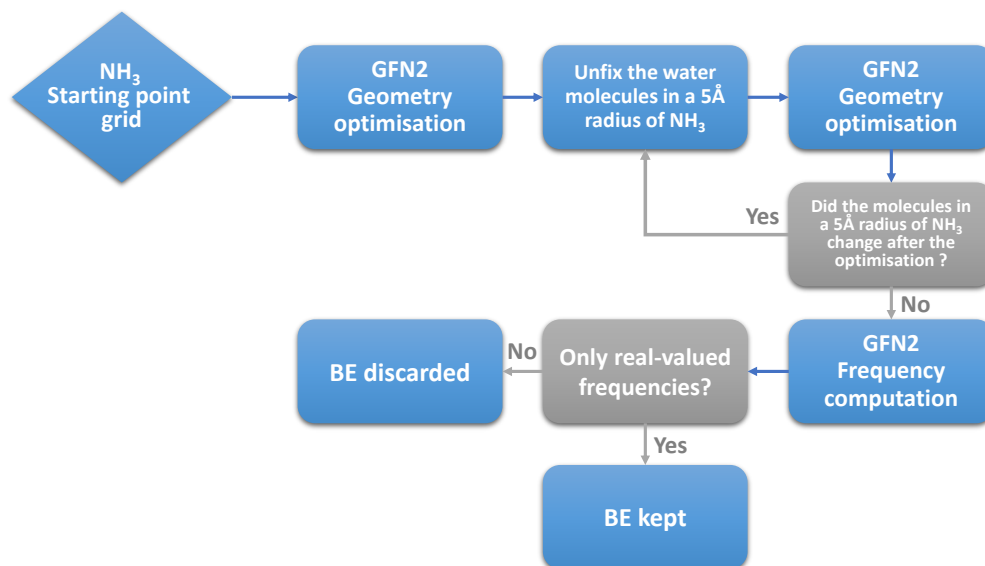 NH₃
Starting point
grid
GFN2
Geometry
optimisation
Unfix the water
molecules in a 5Å
radius of NH₃
GFN2
Geometry
optimisation
Yes
Did the molecules in
a 5Å radius of NH₃
change after the
optimisation ?
No
GFN2
Frequency
computation
Only real-valued
frequencies?
No
BE discarded
Yes
BE kept